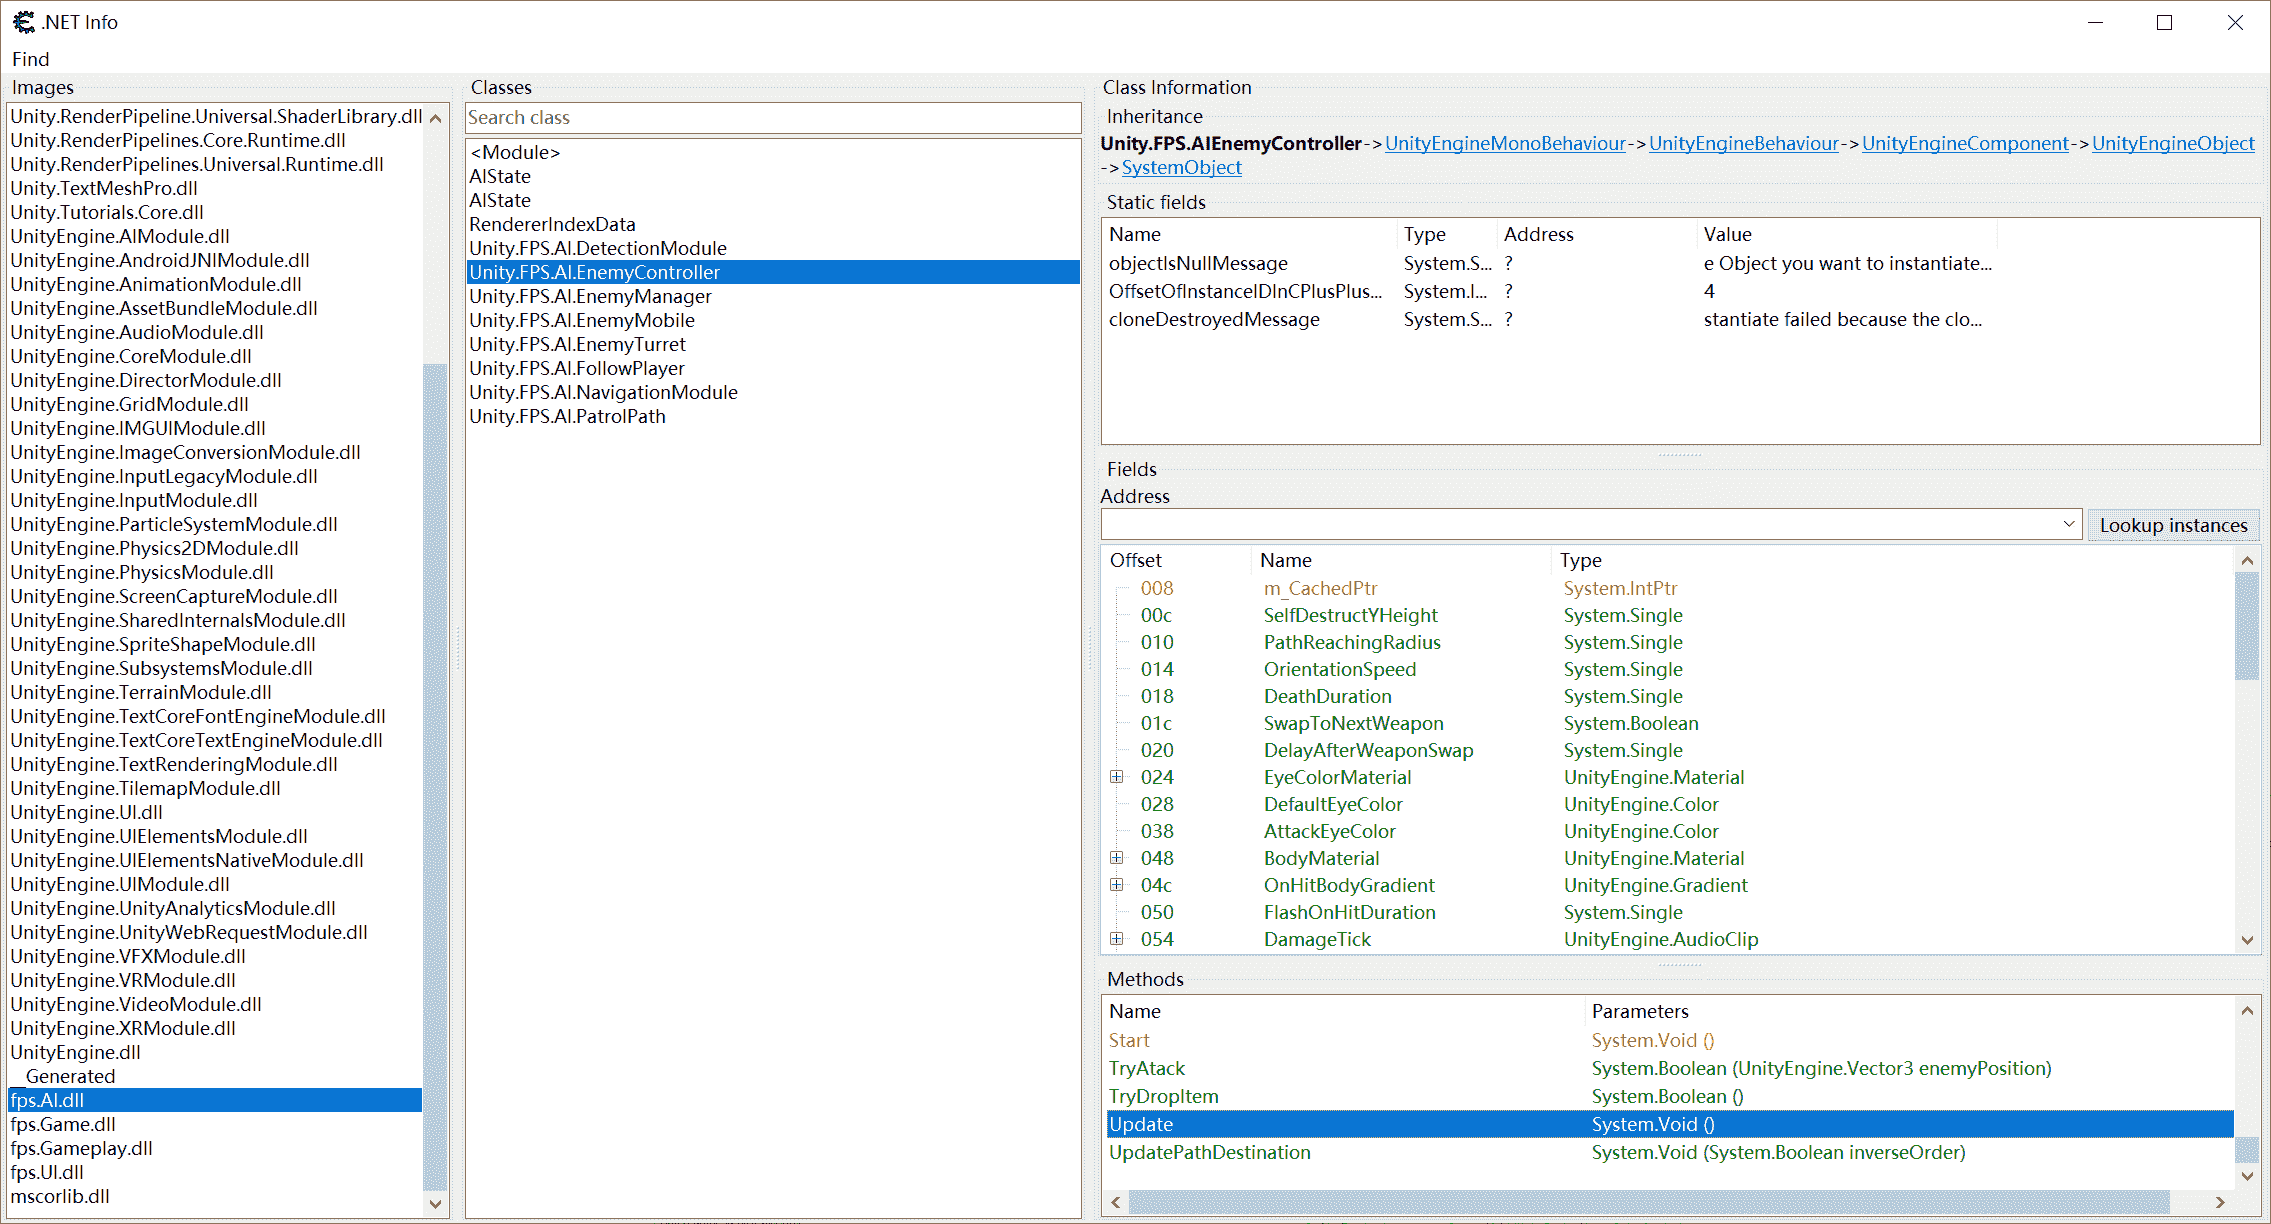 .NET Info
Find
Images
Unity.RenderPipeline.Universal.ShaderLibrary.dll
Unity.RenderPipelines.Core.Runtime.dll
Unity.RenderPipelines.Universal.Runtime.dll
Unity.TextMeshPro.dll
Unity.Tutorials.Core.dll
UnityEngine.AIModule.dll
UnityEngine.AndroidJNIModule.dll
UnityEngine.AnimationModule.dll
UnityEngine.AssetBundleModule.dll
UnityEngine.AudioModule.dll
UnityEngine.CoreModule.dll
UnityEngine.DirectorModule.dll
UnityEngine.GridModule.dll
UnityEngine.IMGUIModule.dll
UnityEngine.ImageConversionModule.dll
UnityEngine.InputLegacyModule.dll
UnityEngine.InputModule.dll
UnityEngine.ParticleSystemModule.dll
UnityEngine.Physics2DModule.dll
UnityEngine.PhysicsModule.dll
UnityEngine.ScreenCaptureModule.dll
UnityEngine.SharedInternalsModule.dll
UnityEngine.SpriteShapeModule.dll
UnityEngine.SubsystemsModule.dll
UnityEngine.TerrainModule.dll
UnityEngine.TextCoreFontEngineModule.dll
UnityEngine.TextCoreTextEngineModule.dll
UnityEngine.TextRenderingModule.dll
UnityEngine.TilemapModule.dll
UnityEngine.UI.dll
UnityEngine.UIElementsModule.dll
UnityEngine.UIElementsNativeModule.dll
UnityEngine.UIModule.dll
UnityEngine.UnityAnalyticsModule.dll
UnityEngine.UnityWebRequestModule.dll
UnityEngine.VFXModule.dll
UnityEngine.VRModule.dll
UnityEngine.VideoModule.dll
UnityEngine.XRModule.dll
UnityEngine.dll
__Generated
fps.AI.dll
fps.Game.dll
fps.Gameplay.dll
fps.UI.dll
mscorlib.dll
Classes
Search class
<Module>
AIState
AIState
RendererIndexData
Unity.FPS.AI.DetectionModule
Unity.FPS.AI.EnemyController
Unity.FPS.AI.EnemyManager
Unity.FPS.AI.EnemyMobile
Unity.FPS.AI.EnemyTurret
Unity.FPS.AI.FollowPlayer
Unity.FPS.AI.NavigationModule
Unity.FPS.AI.PatrolPath
Class Information
Inheritance
Unity.FPS.AIEnemyController->UnityEngineMonoBehaviour->UnityEngineBehaviour->UnityEngineComponent->UnityEngineObject
->SystemObject
Static fields
Name Type Address Value
objectIsNullMessage System.S... ? e Object you want to instantiate...
OffsetOfInstanceIDInCPlusPlus... System.I... ? 4
cloneDestroyedMessage System.S... ? stantiate failed because the clo...
Fields
Address
Lookup instances
Offset Name Type
008 m_CachedPtr System.IntPtr
00c SelfDestructYHeight System.Single
010 PathReachingRadius System.Single
014 OrientationSpeed System.Single
018 DeathDuration System.Single
01c SwapToNextWeapon System.Boolean
020 DelayAfterWeaponSwap System.Single
024 EyeColorMaterial UnityEngine.Material
028 DefaultEyeColor UnityEngine.Color
038 AttackEyeColor UnityEngine.Color
048 BodyMaterial UnityEngine.Material
04c OnHitBodyGradient UnityEngine.Gradient
050 FlashOnHitDuration System.Single
054 DamageTick UnityEngine.AudioClip
Methods
Name Parameters
Start System.Void ()
TryAtack System.Boolean (UnityEngine.Vector3 enemyPosition)
TryDropItem System.Boolean ()
Update System.Void ()
UpdatePathDestination System.Void (System.Boolean inverseOrder)